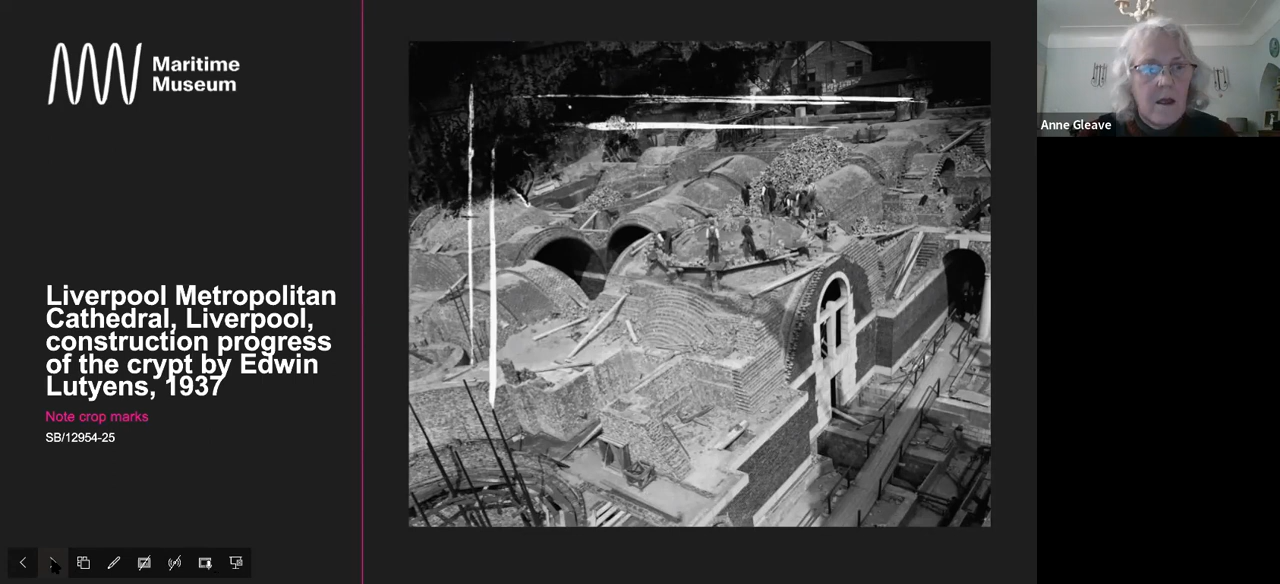 Maritime
Museum
Liverpool Metropolitan
Cathedral, Liverpool,
construction progress
of the crypt by Edwin
Lutyens, 1937
Note crop marks
SB/12954-25
Anne Gleave